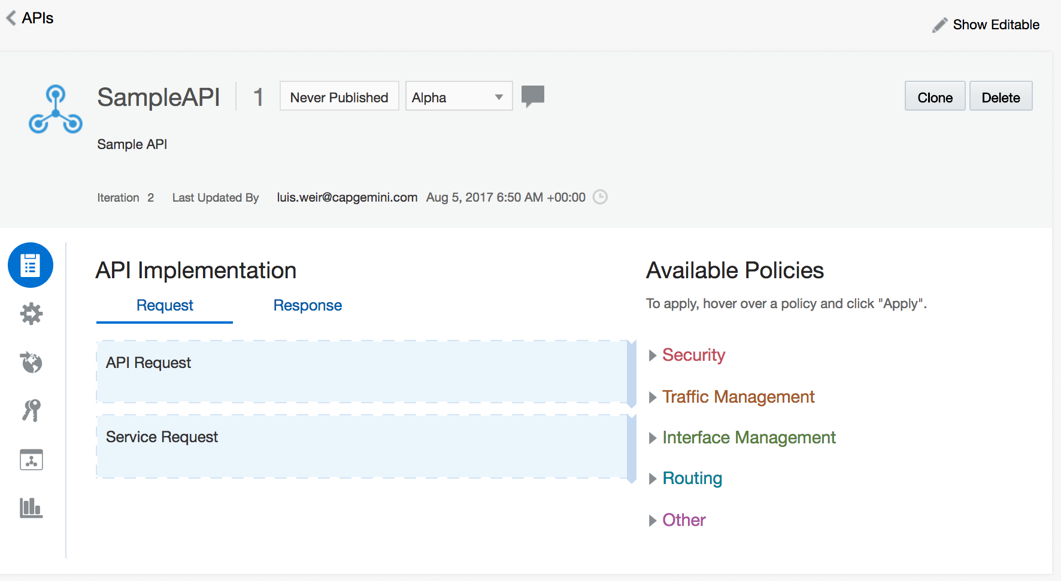 APIs
Show Editable
SampleAPI 1 Never Published Alpha
Clone Delete
Sample API
Iteration 2 Last Updated By luis.weir@capgemini.com Aug 5, 2017 6:50 AM +00:00
API Implementation
Request Response
API Request
Service Request
Available Policies
To apply, hover over a policy and click "Apply".
Security
Traffic Management
Interface Management
Routing
Other